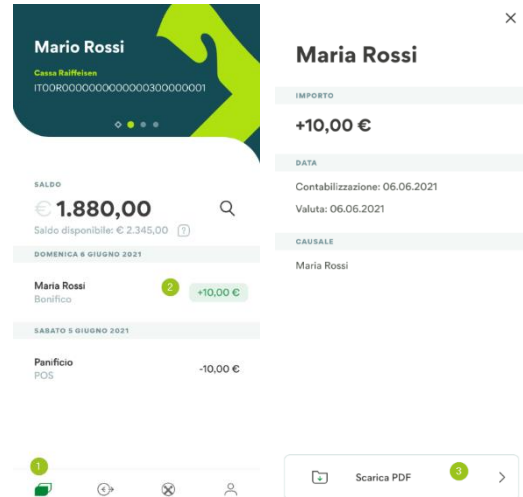 Mario Rossi
Cassa Raiffeisen
IT00R0000000000000300000001
SALDO
€ 1.880,00
Saldo disponibile: € 2.345,00 ?
DOMENICA 6 GIUGNO 2021
Maria Rossi
2
+10,00 €
Bonifico
SABATO 5 GIUGNO 2021
Panificio
-10,00 €
POS
1
Maria Rossi
IMPORTO
+10,00 €
DATA
Contabilizzazione: 06.06.2021
Valuta: 06.06.2021
CAUSALE
Maria Rossi
Scarica PDF
3